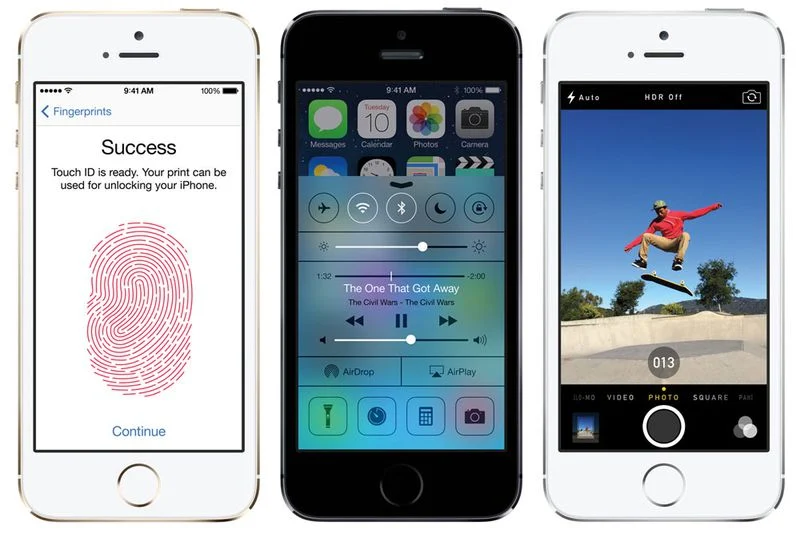 9:41 AM
100%
Fingerprints
Success
Touch ID is ready. Your print can be
used for unlocking your iPhone.
Continue
9:41 AM
100%
Tuesday
10
Messages
Calendar
Photos
Camera
1:32
-2:00
The One That Got Away
The Civil Wars - The Civil Wars
AirDrop
AirPlay
Auto
HDR Off
013
VIDEO
PHOTO
SQUARE